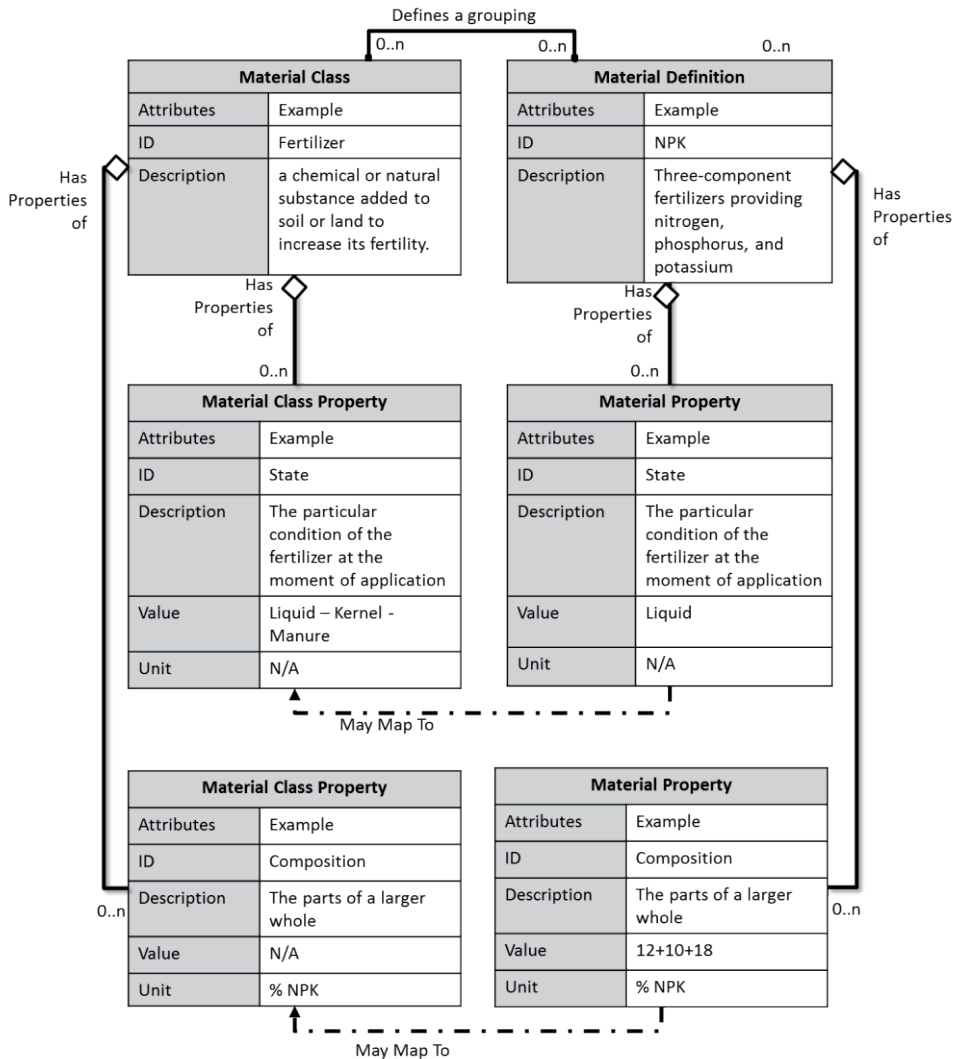 Defines a grouping
0..n
0..n
0..n
Material Class
Attributes
Example
ID
Fertilizer
Description
a chemical or natural
substance added to
soil or land to
increase its fertility.
Has
Properties
of
Material Definition
Attributes
Example
ID
NPK
Description
Three-component
fertilizers providing
nitrogen,
phosphorus, and
potassium
Has
Properties
of
Has
Properties
of
0..n
Has
Properties
of
0..n
Material Class Property
Attributes
Example
ID
State
Description
The particular
condition of the
fertilizer at the
moment of application
Value
Liquid – Kernel -
Manure
Unit
N/A
Material Property
Attributes
Example
ID
State
Description
The particular
condition of the
fertilizer at the
moment of application
Value
Liquid
Unit
N/A
May Map To
Material Class Property
Attributes
Example
ID
Composition
Description
The parts of a larger
whole
Value
N/A
Unit
% NPK
0..n
Material Property
Attributes
Example
ID
Composition
Description
The parts of a larger
whole
Value
12+10+18
Unit
% NPK
0..n
May Map To